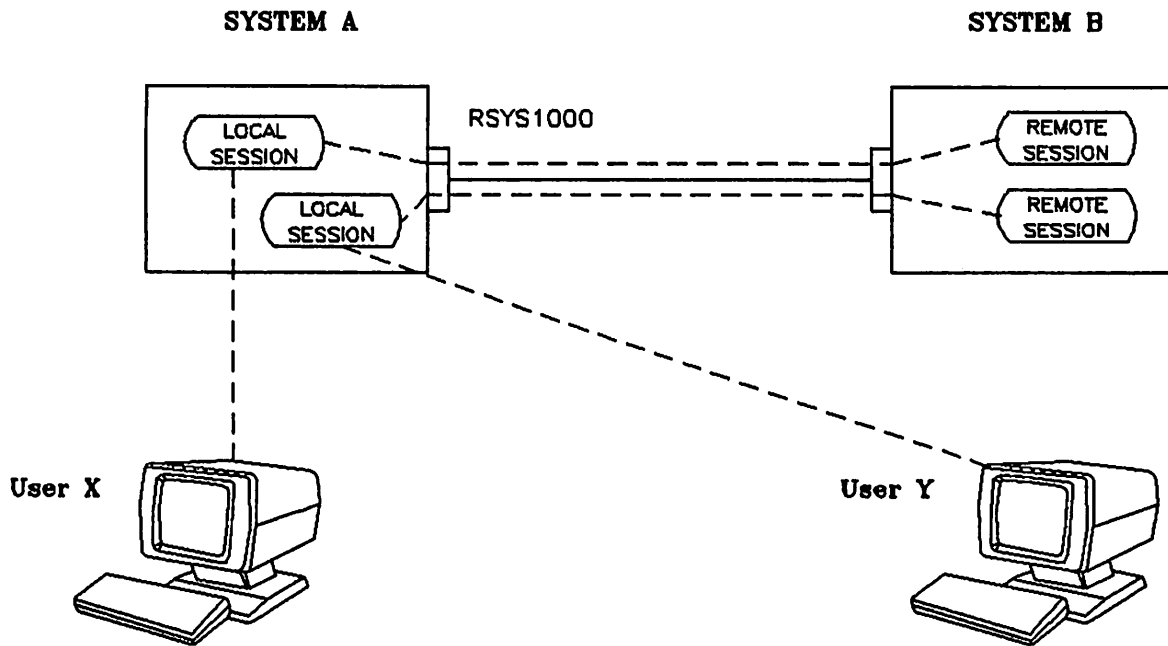 SYSTEM A
SYSTEM B
RSYS1000
LOCAL
SESSION
LOCAL
SESSION
REMOTE
SESSION
REMOTE
SESSION
User X
User Y